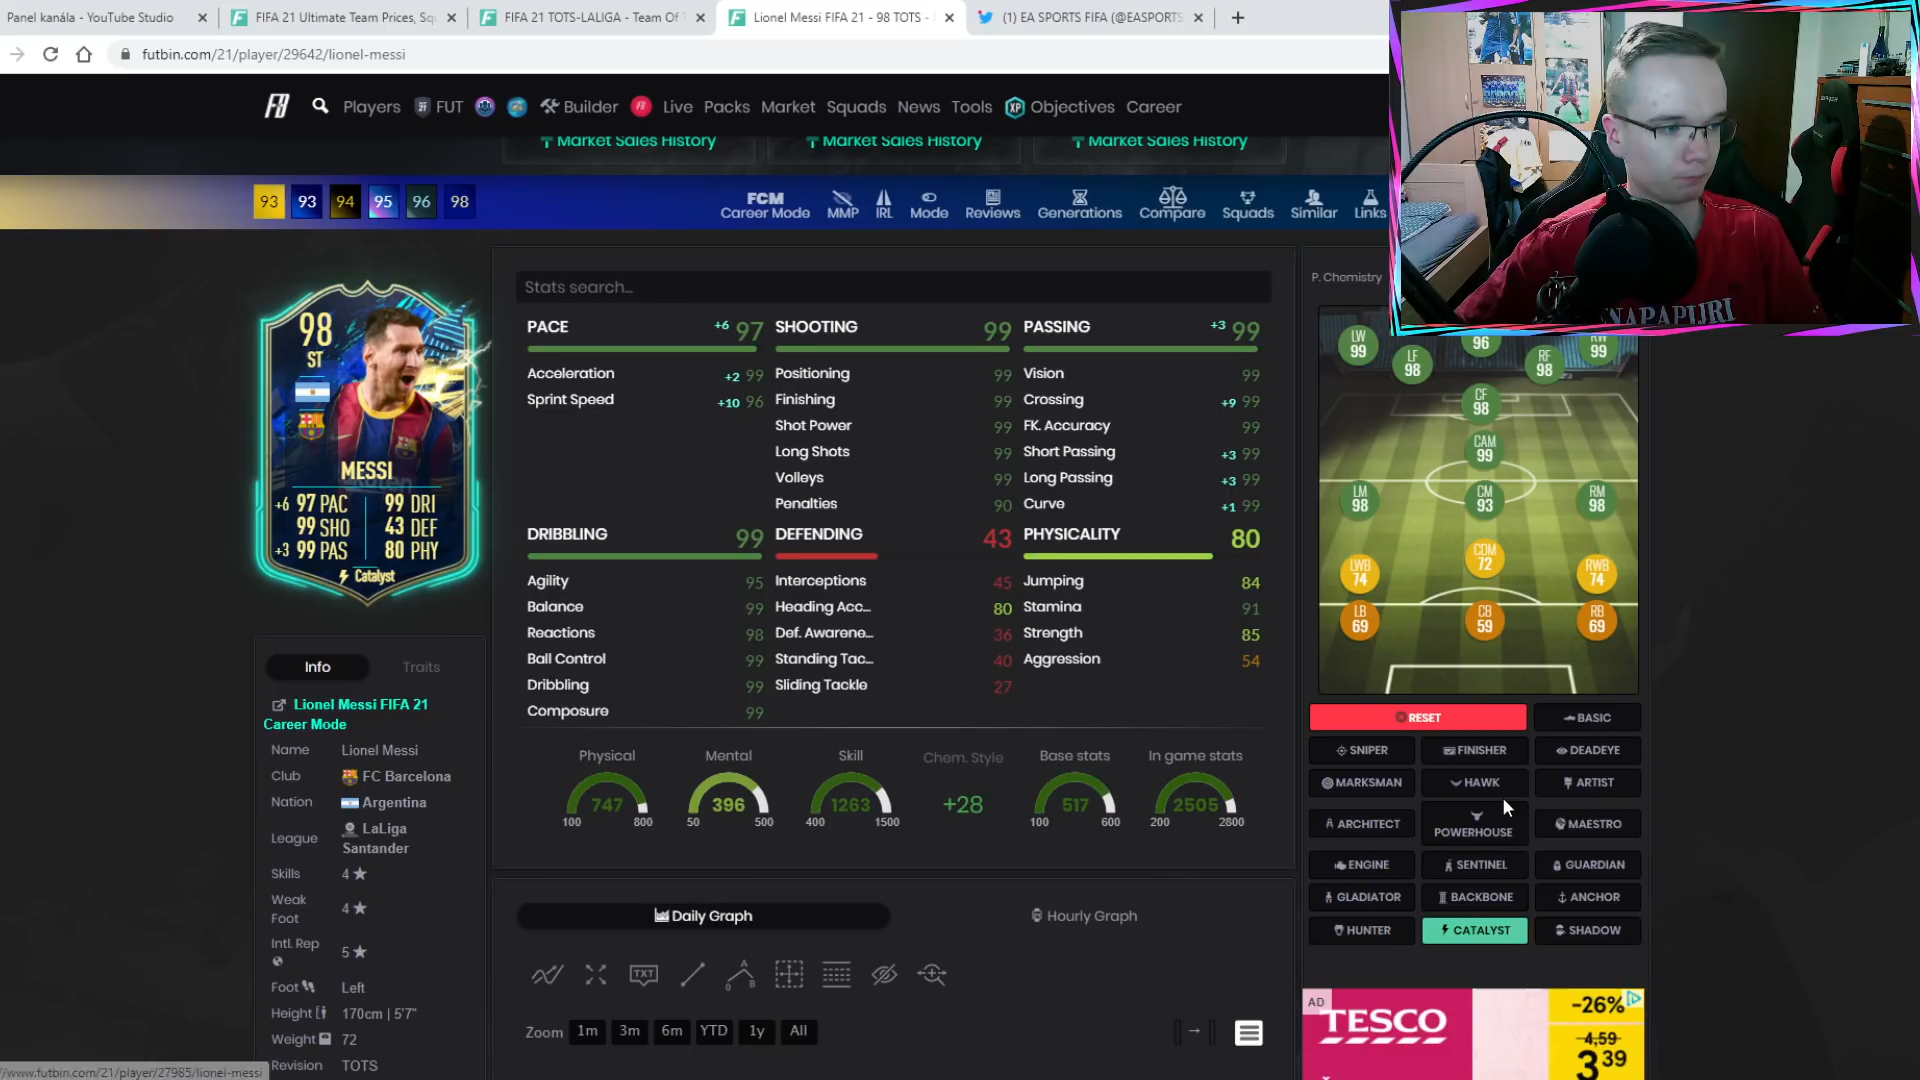 Panel kanála - YouTube Studio
FIFA 21 Ultimate Team Prices, Squ
FIFA 21 TOTS-LALIGA - Team Of T
Lionel Messi FIFA 21 - 98 TOTS -
(1) EA SPORTS FIFA (@EASPORTS
futbin.com/21/player/29642/lionel-messi
Players FUT Builder Live Packs Market Squads News Tools XP Objectives Career
Market Sales History Market Sales History Market Sales History
93 93 94 95 96 98
FCM
Career Mode MMP IRL Mode Reviews Generations Compare Squads Similar Links
NAPAPIJRI
P. Chemistry
Stats search...
PACE +6 97
Acceleration +2 99
Sprint Speed +10 96
SHOOTING 99
Positioning 99
Finishing 99
Shot Power 99
Long Shots 99
Volleys 99
Penalties 90
PASSING +3 99
Vision 99
Crossing +9 99
FK. Accuracy 99
Short Passing +3 99
Long Passing +3 99
Curve +1 99
DRIBBLING 99
Agility 95
Balance 99
Reactions 98
Ball Control 99
Dribbling 99
Composure 99
DEFENDING 43
Interceptions 45
Heading Acc... 80
Def. Awarene... 36
Standing Tac... 40
Sliding Tackle 27
PHYSICALITY 80
Jumping 84
Stamina 91
Strength 85
Aggression 54
98
ST
MESSI
+6 97 PAC 99 DRI
99 SHO 43 DEF
+3 99 PAS 80 PHY
Catalyst
Physical
747
100 800
Mental
396
50 500
Skill
1263
400 1500
Chem. Style
+28
Base stats
517
100 600
In game stats
2505
200 2800
Info Traits
Lionel Messi FIFA 21
Career Mode
Name Lionel Messi
Club FC Barcelona
Nation Argentina
League LaLiga
Santander
Skills 4
Weak
Foot 4
Intl. Rep 5
Foot Left
Height 170cm | 5'7"
Weight 72
Revision TOTS
Daily Graph Hourly Graph
TXT
Zoom 1m 3m 6m YTD 1y All
LW
99
LF
98
96
RF
98
RW
99
CF
98
CAM
99
LM
98
CM
93
RM
98
LWB
74
CDM
72
RWB
74
LB
69
CB
59
RB
69
RESET BASIC
SNIPER FINISHER DEADEYE
MARKSMAN HAWK ARTIST
ARCHITECT POWERHOUSE MAESTRO
ENGINE SENTINEL GUARDIAN
GLADIATOR BACKBONE ANCHOR
HUNTER CATALYST SHADOW
AD
TESCO
-26%
4,59
3 39
//www.futbin.com/21/player/27985/lionel-messi